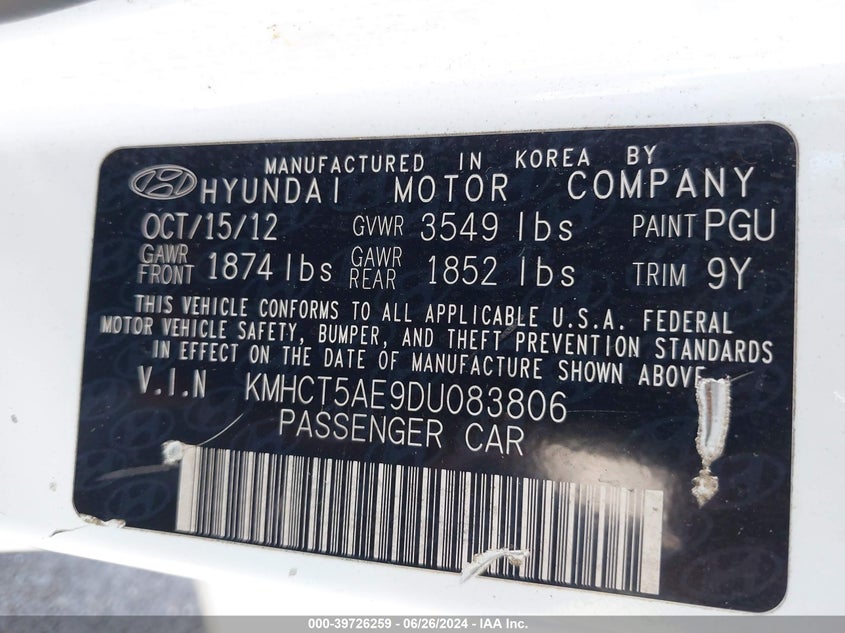 MANUFACTURED IN KOREA BY
HYUNDAI MOTOR COMPANY
OCT/15/12 GVWR 3549 lbs PAINT PGU
GAWR FRONT 1874 lbs GAWR REAR 1852 lbs TRIM 9Y
THIS VEHICLE CONFORMS TO ALL APPLICABLE U.S.A. FEDERAL
MOTOR VEHICLE SAFETY, BUMPER, AND THEFT PREVENTION STANDARDS
IN EFFECT ON THE DATE OF MANUFACTURE SHOWN ABOVE.
V.I.N KMHCT5AE9DU083806
PASSENGER CAR
000-39726259 - 06/26/2024 - IAA Inc.